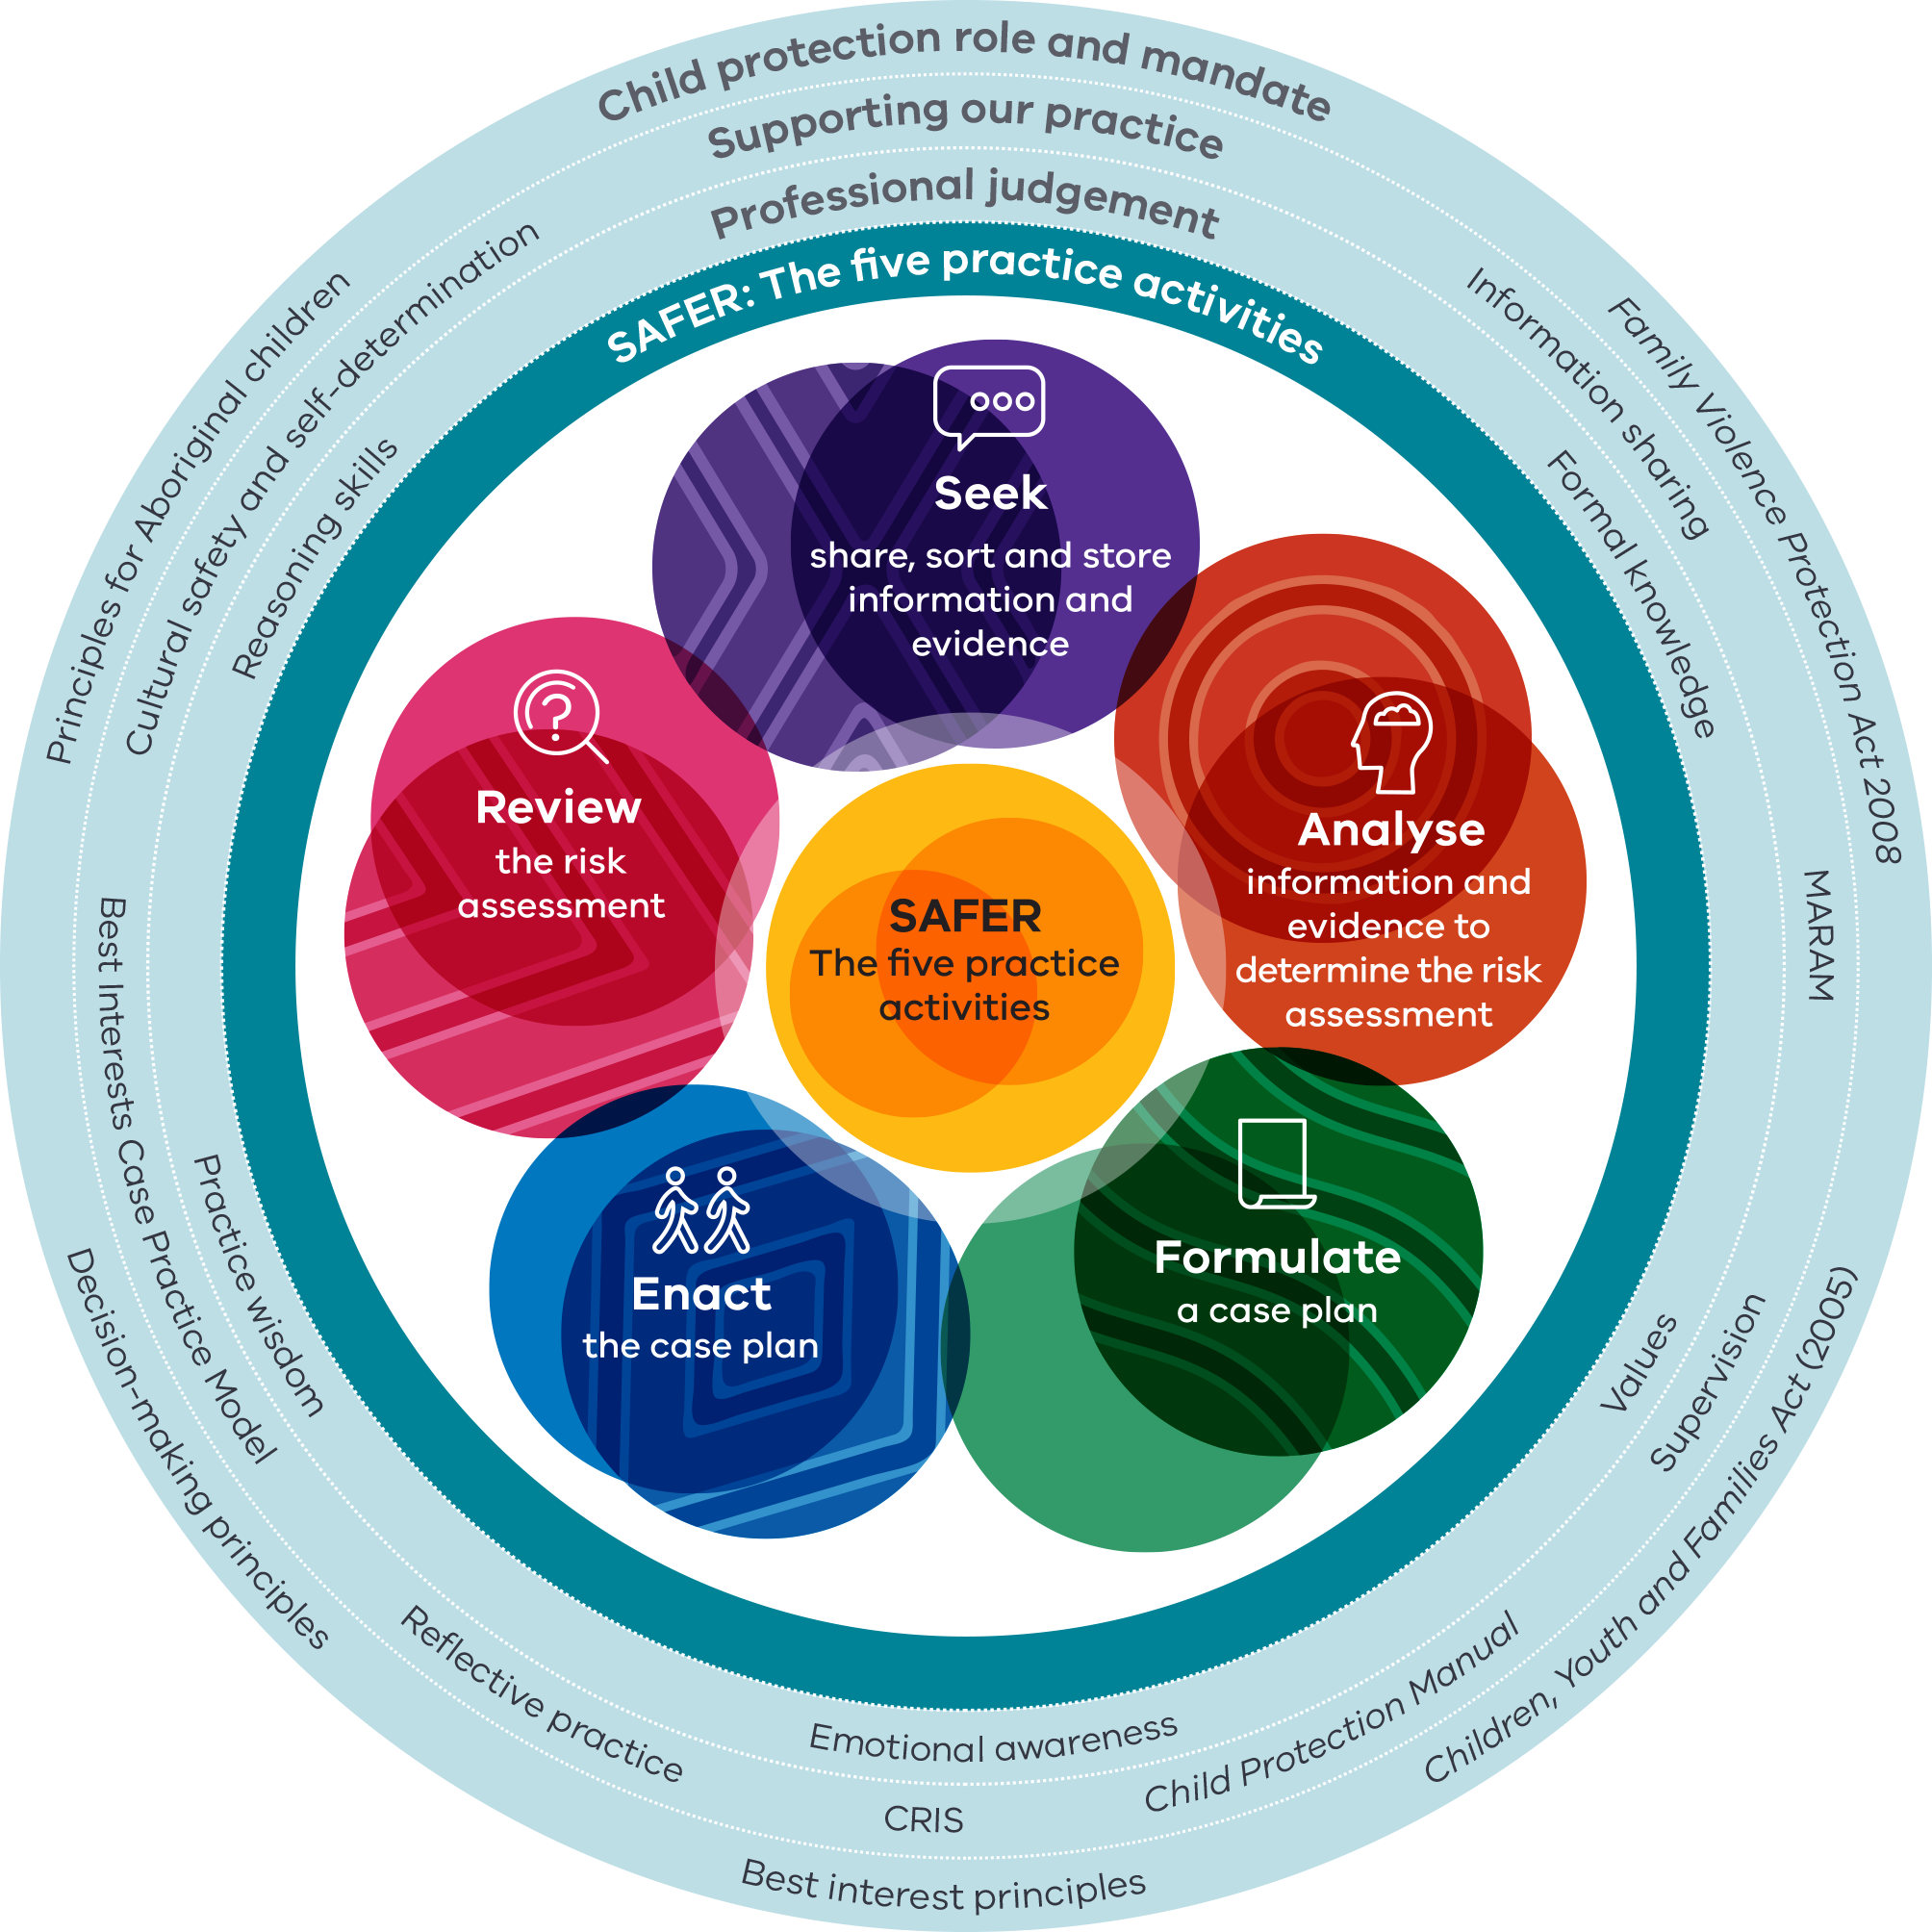 Child protection role and mandate
Supporting our practice
Professional judgement
SAFER: The five practice activities
Principles for Aboriginal children
Cultural safety and self-determination
Reasoning skills
Family Violence Protection Act 2008
Information sharing
Formal knowledge
Seek
share, sort and store
information and
evidence
Review
the risk
assessment
Analyse
information and
evidence to
determine the risk
assessment
SAFER
The five practice
activities
Enact
the case plan
Formulate
a case plan
MARAM
Best Interests Case Practice Model
Practice wisdom
Decision-making principles
Values
Supervision
Children, Youth and Families Act (2005)
Reflective practice
Emotional awareness
Child Protection Manual
CRIS
Best interest principles